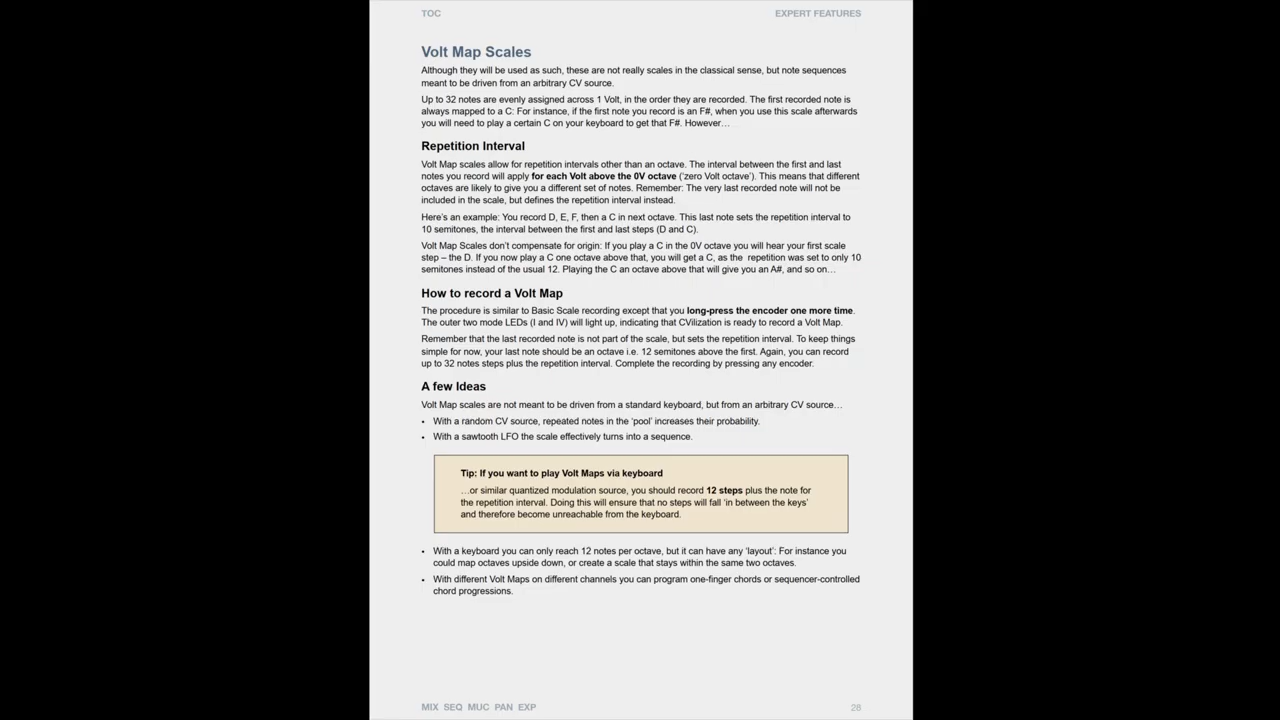 TOC
EXPERT FEATURES
Volt Map Scales
Although they will be used as such, these are not really scales in the classical sense, but note sequences
meant to be driven from an arbitrary CV source.
Up to 32 notes are evenly assigned across 1 Volt, in the order they are recorded. The first recorded note is
always mapped to a C: For instance, if the first note you record is an F#, when you use this scale afterwards
you will need to play a certain C on your keyboard to get that F#. However…
Repetition Interval
Volt Map scales allow for repetition intervals other than an octave. The interval between the first and last
notes you record will apply for each Volt above the 0V octave (‘zero Volt octave’). This means that different
octaves are likely to give you a different set of notes. Remember: The very last recorded note will not be
included in the scale, but defines the repetition interval instead.
Here’s an example: You record D, E, F, then a C in next octave. This last note sets the repetition interval to
10 semitones, the interval between the first and last steps (D and C).
Volt Map Scales don’t compensate for origin: If you play a C in the 0V octave you will hear your first scale
step – the D. If you now play a C one octave above that, you will get a C, as the repetition was set to only 10
semitones instead of the usual 12. Playing the C an octave above that will give you an A#, and so on…
How to record a Volt Map
The procedure is similar to Basic Scale recording except that you long-press the encoder one more time.
The outer two mode LEDs (I and IV) will light up, indicating that CVilization is ready to record a Volt Map.
Remember that the last recorded note is not part of the scale, but sets the repetition interval. To keep things
simple for now, your last note should be an octave i.e. 12 semitones above the first. Again, you can record
up to 32 notes steps plus the repetition interval. Complete the recording by pressing any encoder.
A few Ideas
Volt Map scales are not meant to be driven from a standard keyboard, but from an arbitrary CV source…
• With a random CV source, repeated notes in the ‘pool’ increases their probability.
• With a sawtooth LFO the scale effectively turns into a sequence.
Tip: If you want to play Volt Maps via keyboard
…or similar quantized modulation source, you should record 12 steps plus the note for
the repetition interval. Doing this will ensure that no steps will fall ‘in between the keys’
and therefore become unreachable from the keyboard.
• With a keyboard you can only reach 12 notes per octave, but it can have any ‘layout’: For instance you
could map octaves upside down, or create a scale that stays within the same two octaves.
• With different Volt Maps on different channels you can program one-finger chords or sequencer-controlled
chord progressions.
MIX SEQ MUC PAN EXP
28